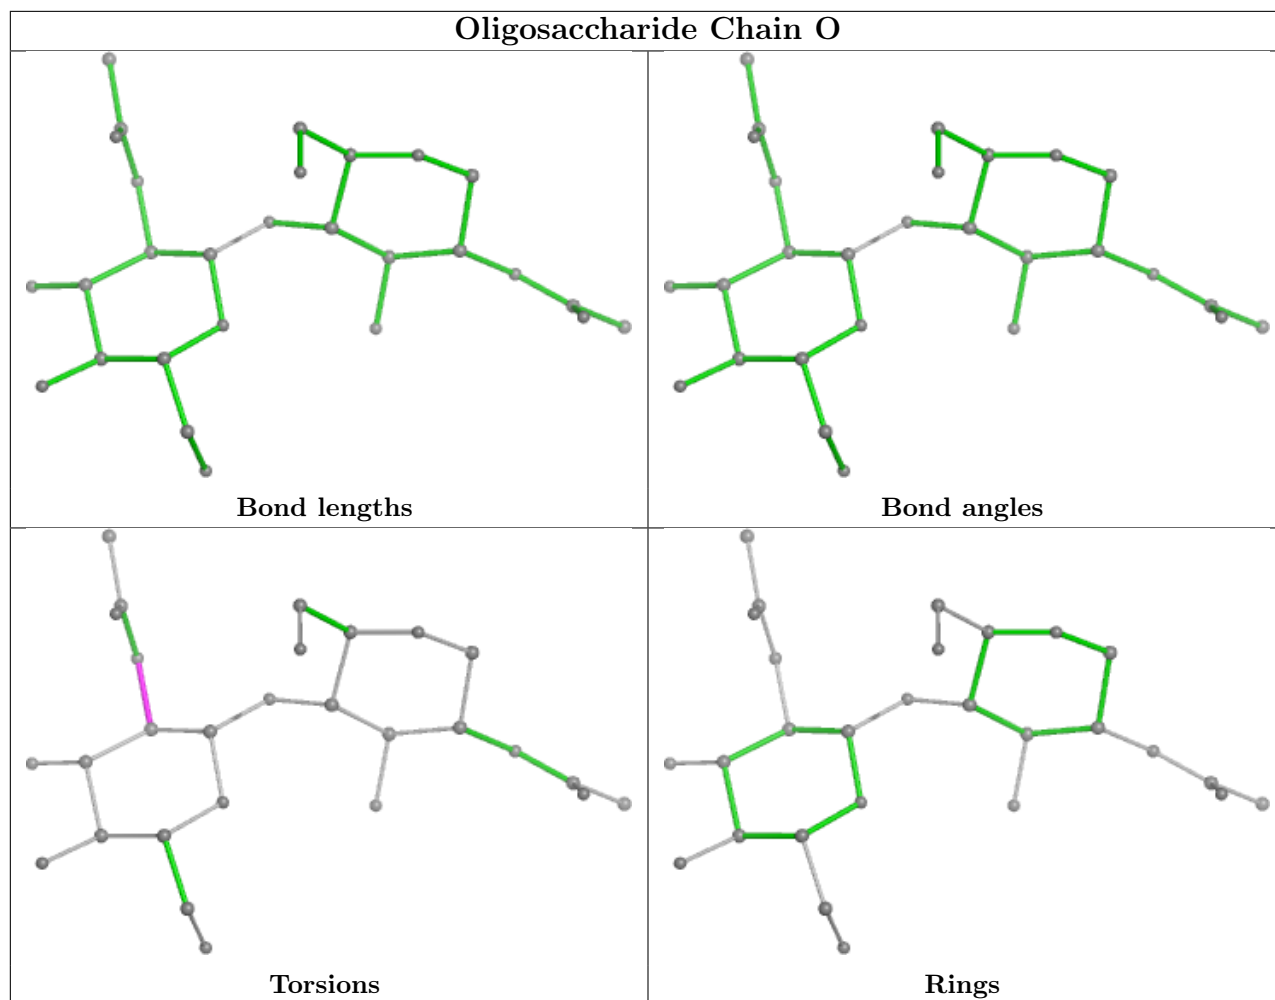 Oligosaccharide Chain O
Bond lengths
Bond angles
Torsions
Rings